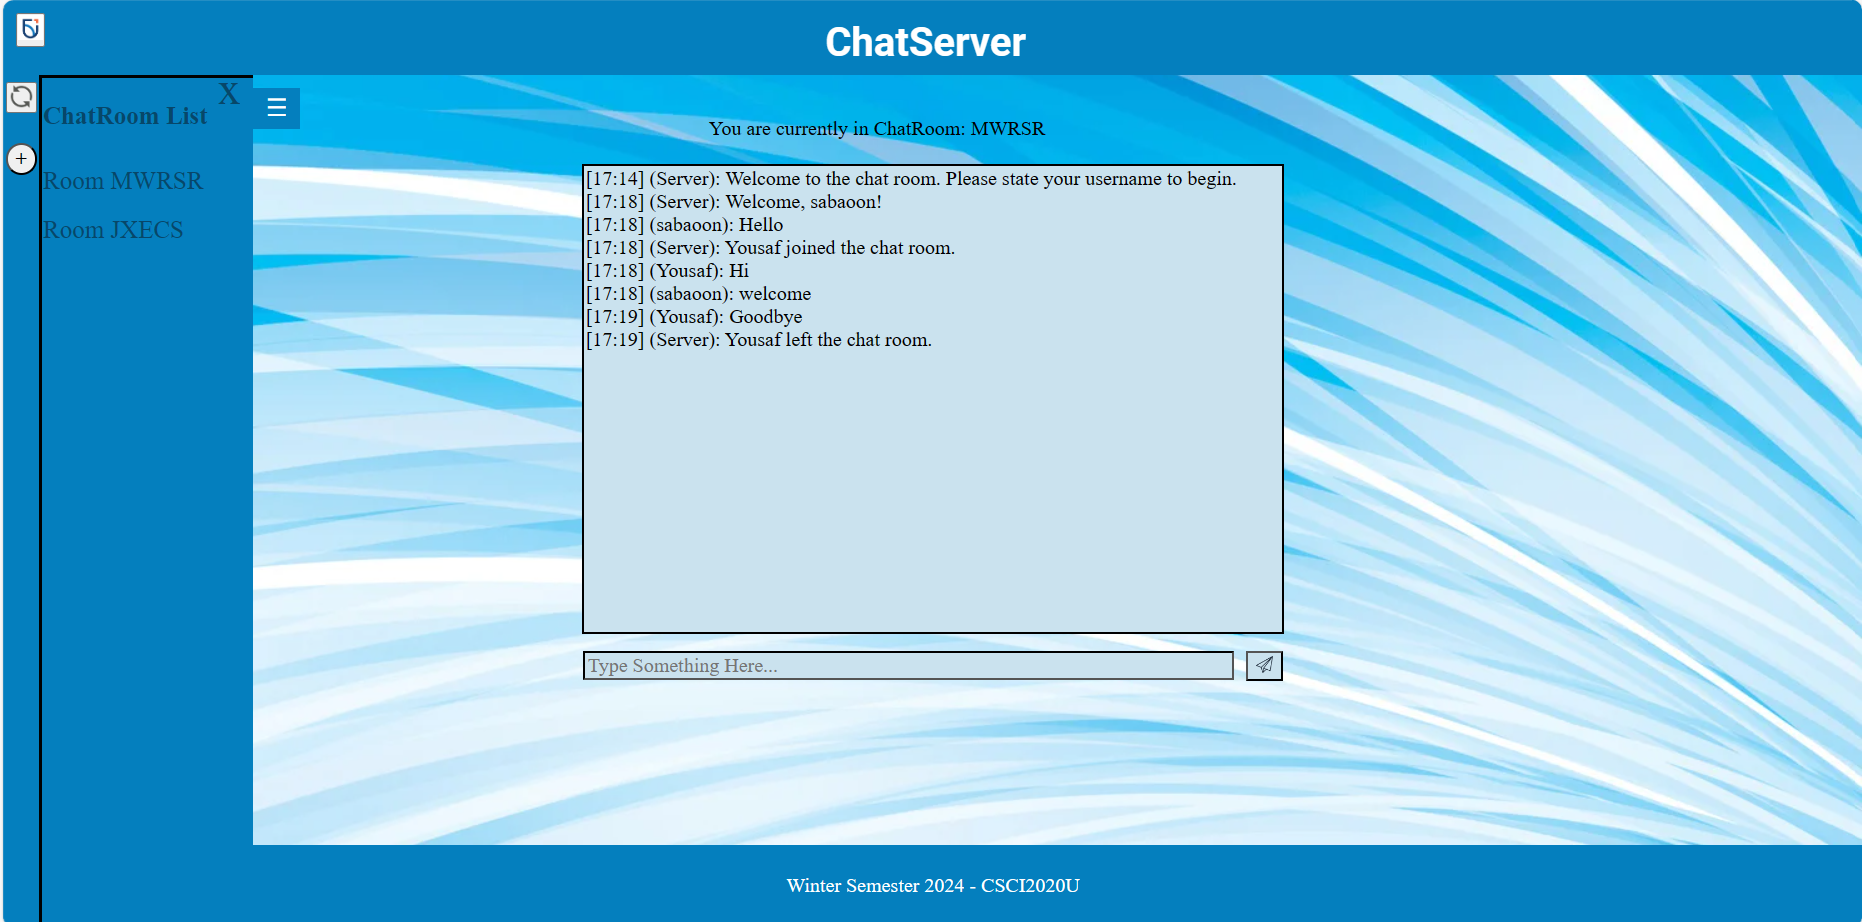 ChatServer
X
ChatRoom List
+
Room MWRSR
Room JXECS
☰
You are currently in ChatRoom: MWRSR
[17:14] (Server): Welcome to the chat room. Please state your username to begin.
[17:18] (Server): Welcome, sabaoon!
[17:18] (sabaoon): Hello
[17:18] (Server): Yousaf joined the chat room.
[17:18] (Yousaf): Hi
[17:18] (sabaoon): welcome
[17:19] (Yousaf): Goodbye
[17:19] (Server): Yousaf left the chat room.
Type Something Here...
Winter Semester 2024 - CSCI2020U